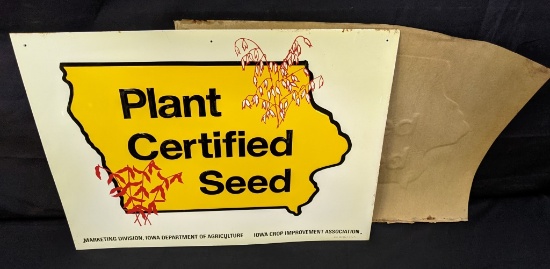 Plant
Certified
Seed
MARKETING DIVISION, IOWA DEPARTMENT OF AGRICULTURE IOWA CROP IMPROVEMENT ASSOCIATION